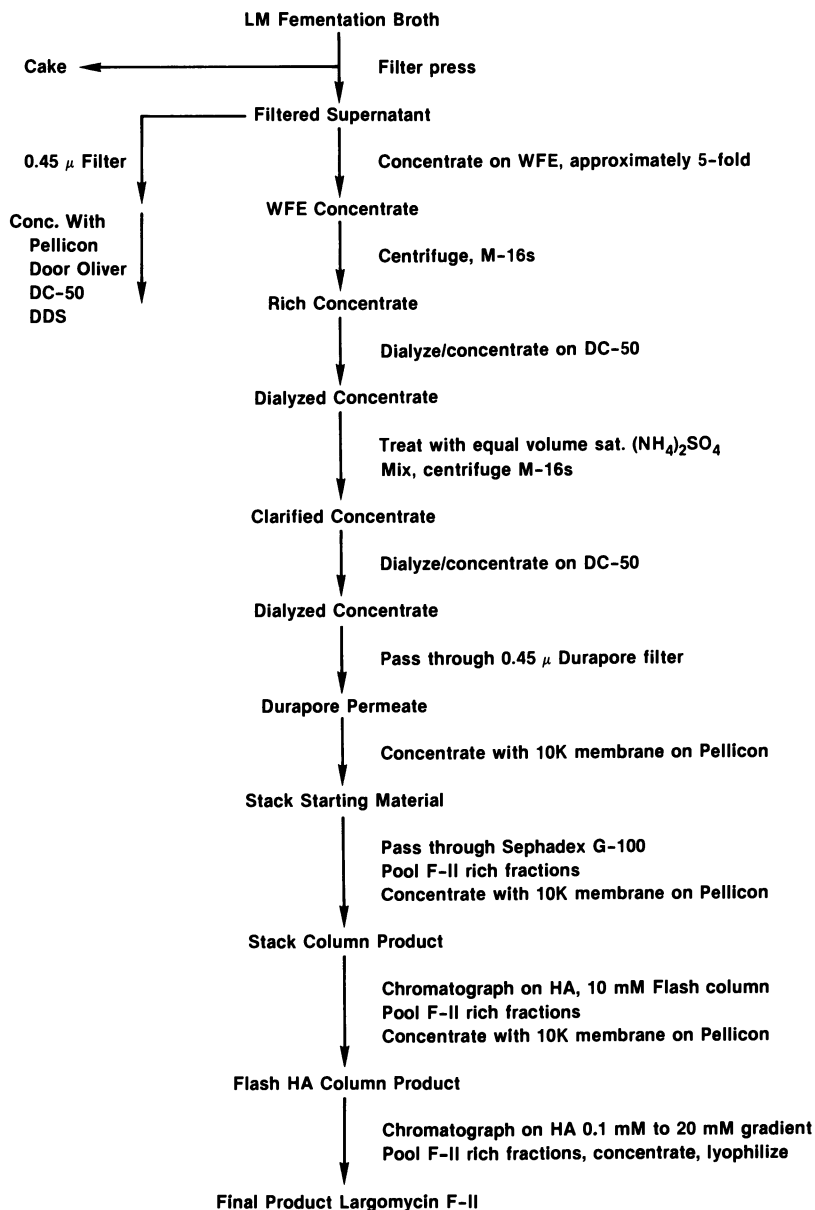 LM Fementation Broth
Cake
Filter press
Filtered Supernatant
0.45 μ Filter
Concentrate on WFE, approximately 5-fold
WFE Concentrate
Conc. With
Pellicon
Door Oliver
DC-50
DDS
Centrifuge, M-16s
Rich Concentrate
Dialyze/concentrate on DC-50
Dialyzed Concentrate
Treat with equal volume sat. (NH₄)₂SO₄
Mix, centrifuge M-16s
Clarified Concentrate
Dialyze/concentrate on DC-50
Dialyzed Concentrate
Pass through 0.45 μ Durapore filter
Durapore Permeate
Concentrate with 10K membrane on Pellicon
Stack Starting Material
Pass through Sephadex G-100
Pool F-II rich fractions
Concentrate with 10K membrane on Pellicon
Stack Column Product
Chromatograph on HA, 10 mM Flash column
Pool F-II rich fractions
Concentrate with 10K membrane on Pellicon
Flash HA Column Product
Chromatograph on HA 0.1 mM to 20 mM gradient
Pool F-II rich fractions, concentrate, lyophilize
Final Product Largomycin F-II